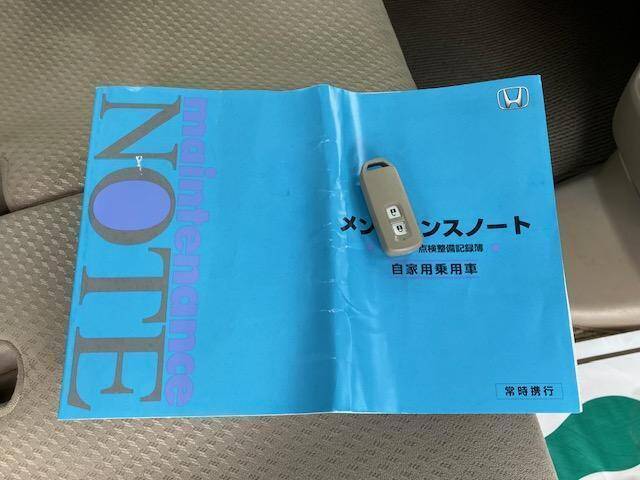 maintenance
NOTE
メン ンスノート
点検整備記録簿
自家用乗用車
常時携行